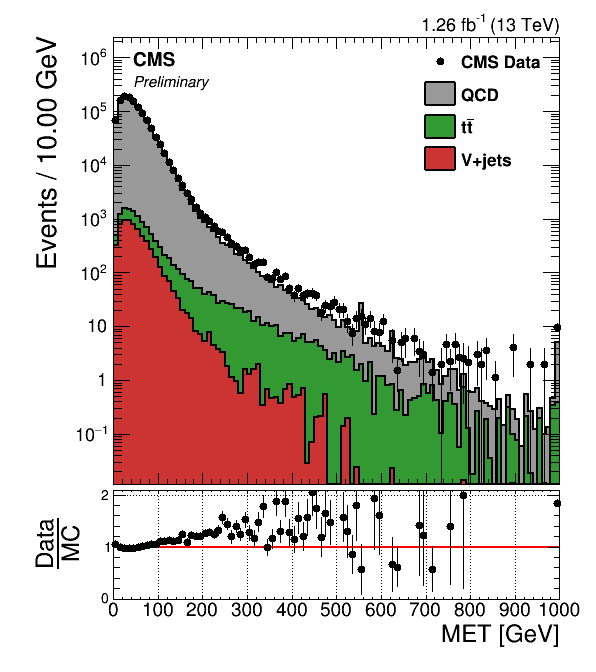 1.26 fb⁻¹ (13 TeV)
Events / 10.00 GeV
CMS
Preliminary
CMS Data
QCD
tt̄
V+jets
10⁶
10⁵
10⁴
10³
10²
10
1
10⁻¹
Data
MC
2
1
0
0 100 200 300 400 500 600 700 800 900 1000
MET [GeV]